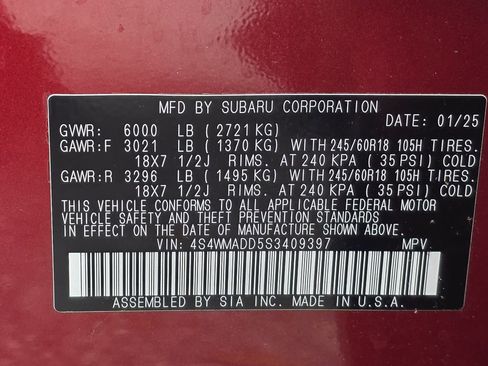 MFD BY SUBARU CORPORATION
DATE: 01/25
GVWR: 6000 LB (2721 KG)
GAWR:F 3021 LB (1370 KG) WITH 245/60R18 105H TIRES.
18X7 1/2J RIMS. AT 240 KPA (35 PSI) COLD
GAWR:R 3296 LB (1495 KG) WITH 245/60R18 105H TIRES.
18X7 1/2J RIMS. AT 240 KPA (35 PSI) COLD
THIS VEHICLE CONFORMS TO ALL APPLICABLE FEDERAL MOTOR
VEHICLE SAFETY AND THEFT PREVENTION STANDARDS
IN EFFECT ON THE DATE OF MANUFACTURE SHOWN ABOVE.
VIN: 4S4WMADD5S3409397 MPV.
ASSEMBLED BY SIA INC. MADE IN U.S.A.